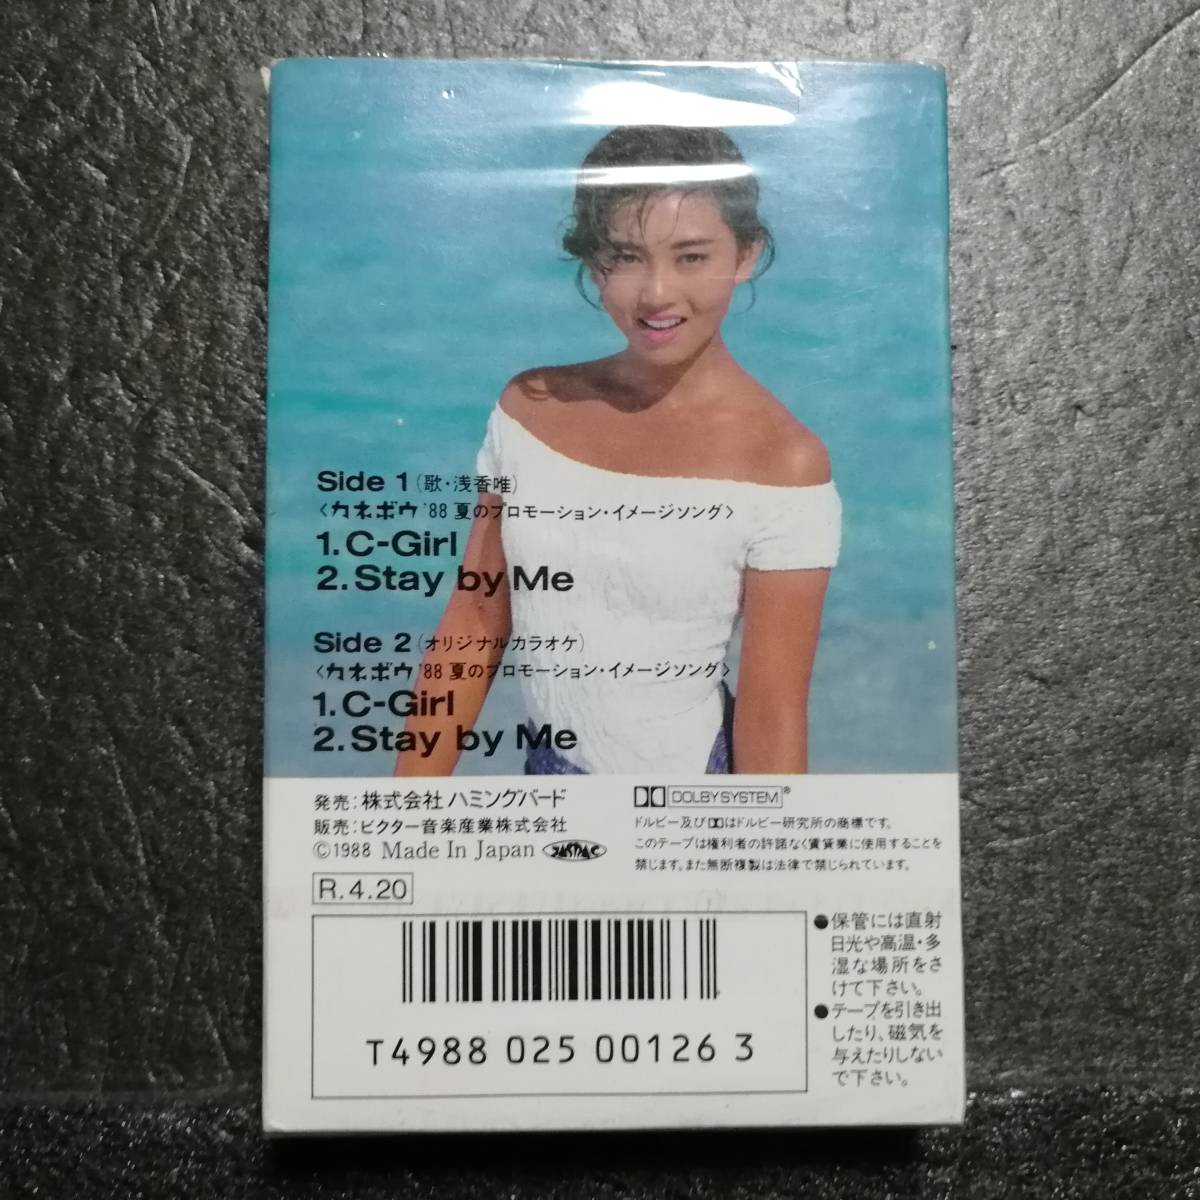 Side 1(歌・浅香唯)
〈カネボウ '88 夏のプロモーション・イメージソング〉
1.C-Girl
2.Stay by Me
Side 2(オリジナルカラオケ)
〈カネボウ '88 夏のプロモーション・イメージソング〉
1.C-Girl
2.Stay by Me
発売:株式会社 ハミングバード
販売:ビクター音楽産業株式会社
©1988 Made In Japan JASRAC
R.4.20
DOLBY SYSTEM®
ドルビー及びはドルビー研究所の商標です。
このテープは権利者の許諾なく賃貸業に使用することを
禁じます。また無断複製は法律で禁じられています。
T4988 025 00126 3
●保管には直射
日光や高温・多
湿な場所をさ
けて下さい。
●テープを引き出
したり、磁気を
与えたりしない
で下さい。